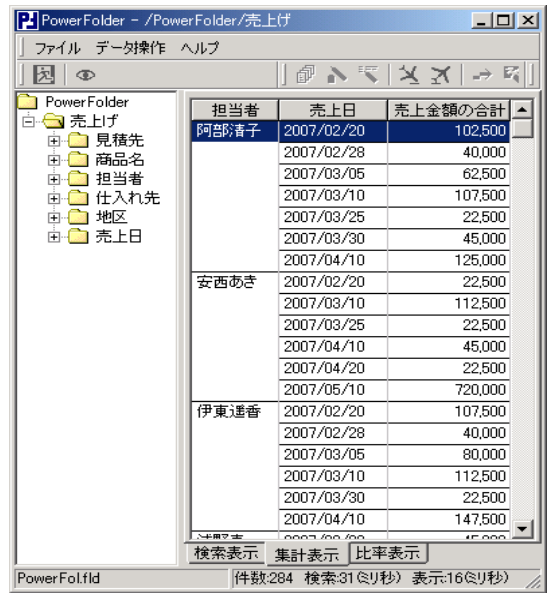 PowerFolder - /PowerFolder/売上げ
ファイル データ操作 ヘルプ
PowerFolder
売上げ
見積先
商品名
担当者
仕入れ先
地区
売上日
担当者 売上日 売上金額の合計
阿部清子 2007/02/20 102,500
2007/02/28 40,000
2007/03/05 62,500
2007/03/10 107,500
2007/03/25 22,500
2007/03/30 45,000
2007/04/10 125,000
安西あき 2007/02/20 22,500
2007/03/10 112,500
2007/03/25 22,500
2007/04/10 45,000
2007/04/20 22,500
2007/05/10 720,000
伊東遥香 2007/02/20 107,500
2007/02/28 40,000
2007/03/05 80,000
2007/03/10 112,500
2007/03/30 22,500
2007/04/10 147,500
検索表示 集計表示 比率表示
PowerFol.fld 件数:284 検索:31(ミリ秒) 表示:16(ミリ秒)